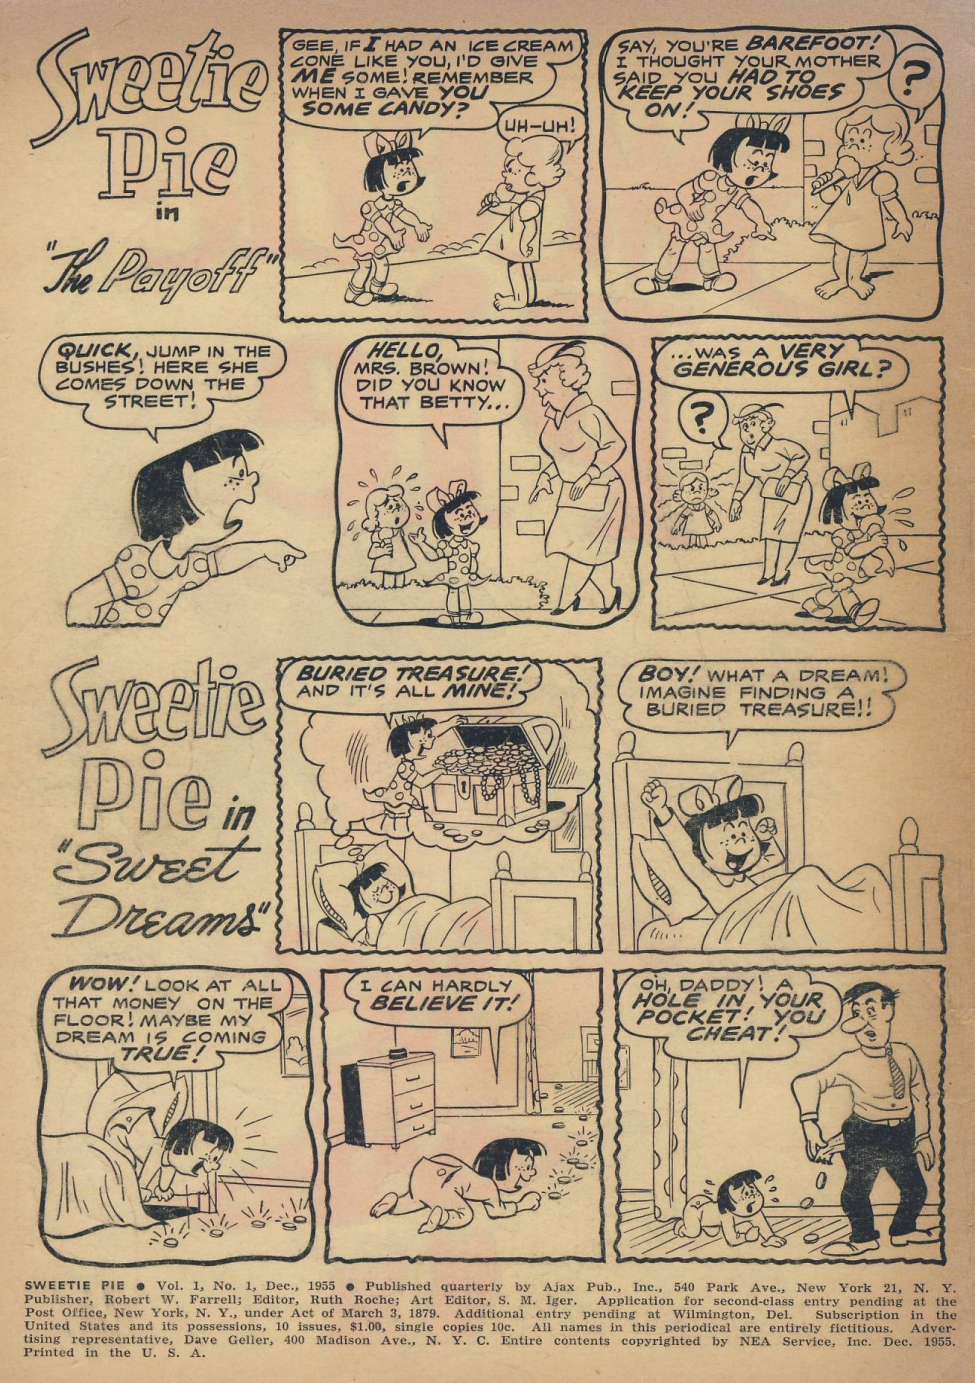 Sweetie
Pie
in
"The Payoff"
GEE, IF I HAD AN ICE CREAM
CONE LIKE YOU, I'D GIVE
ME SOME! REMEMBER
WHEN I GAVE YOU
SOME CANDY?
UH-UH!
SAY, YOU'RE BAREFOOT!
I THOUGHT YOUR MOTHER
SAID YOU HAD TO
KEEP YOUR SHOES
ON!
?
QUICK, JUMP IN THE
BUSHES! HERE SHE
COMES DOWN THE
STREET!
HELLO,
MRS. BROWN!
DID YOU KNOW
THAT BETTY...
...WAS A VERY
GENEROUS GIRL?
?
Sweetie
Pie in
"Sweet
Dreams"
BURIED TREASURE!
AND IT'S ALL MINE!
BOY! WHAT A DREAM!
IMAGINE FINDING A
BURIED TREASURE!!
WOW! LOOK AT ALL
THAT MONEY ON THE
FLOOR! MAYBE MY
DREAM IS COMING
TRUE!
I CAN HARDLY
BELIEVE IT!
OH, DADDY! A
HOLE IN YOUR
POCKET! YOU
CHEAT!
SWEETIE PIE ● Vol. 1, No. 1, Dec., 1955 ● Published quarterly by Ajax Pub., Inc., 540 Park Ave., New York 21, N. Y.
Publisher, Robert W. Farrell; Editor, Ruth Roche; Art Editor, S. M. Iger. Application for second-class entry pending at the
Post Office, New York, N. Y., under Act of March 3, 1879. Additional entry pending at Wilmington, Del. Subscription in the
United States and its possessions, 10 issues, $1.00, single copies 10c. All names in this periodical are entirely fictitious. Adver-
tising representative, Dave Geller, 400 Madison Ave., N. Y. C. Entire contents copyrighted by NEA Service, Inc. Dec. 1955.
Printed in the U. S. A.